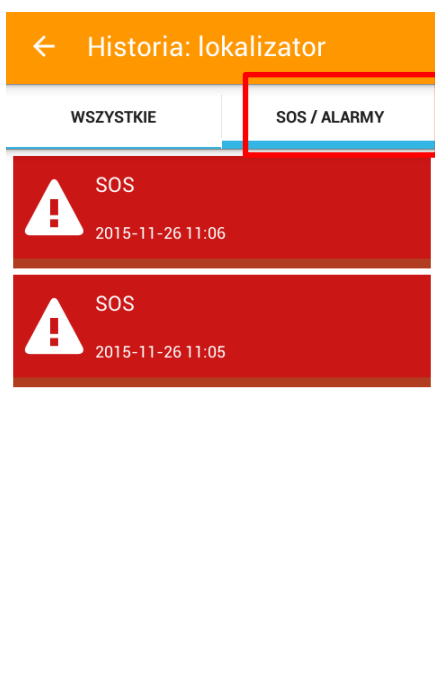 Historia: lokalizator
WSZYSTKIE
SOS / ALARMY
SOS
2015-11-26 11:06
SOS
2015-11-26 11:05